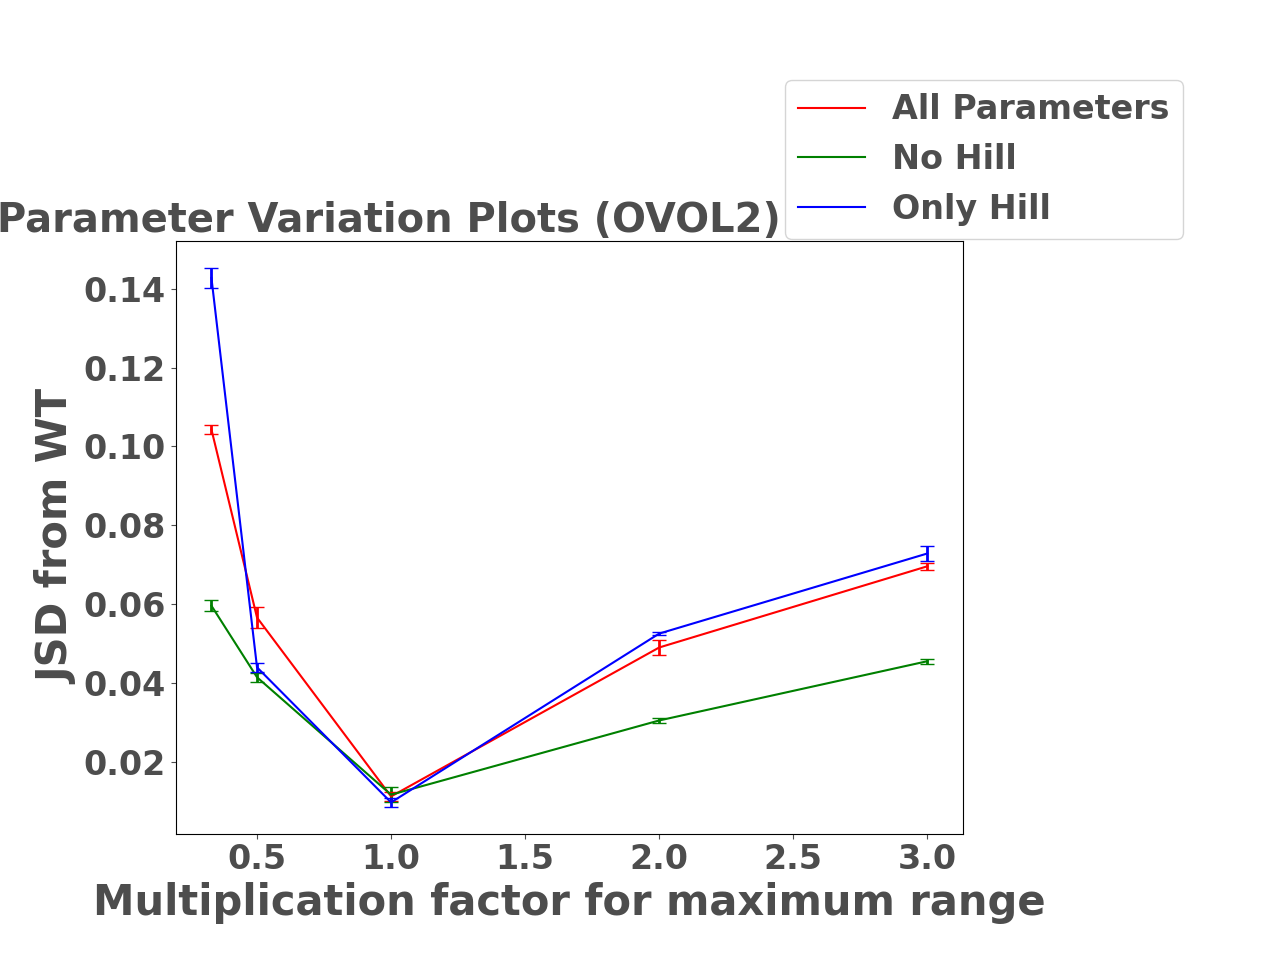 All Parameters
No Hill
Only Hill
Parameter Variation Plots (OVOL2)
JSD from WT
0.14
0.12
0.10
0.08
0.06
0.04
0.02
0.5 1.0 1.5 2.0 2.5 3.0
Multiplication factor for maximum range